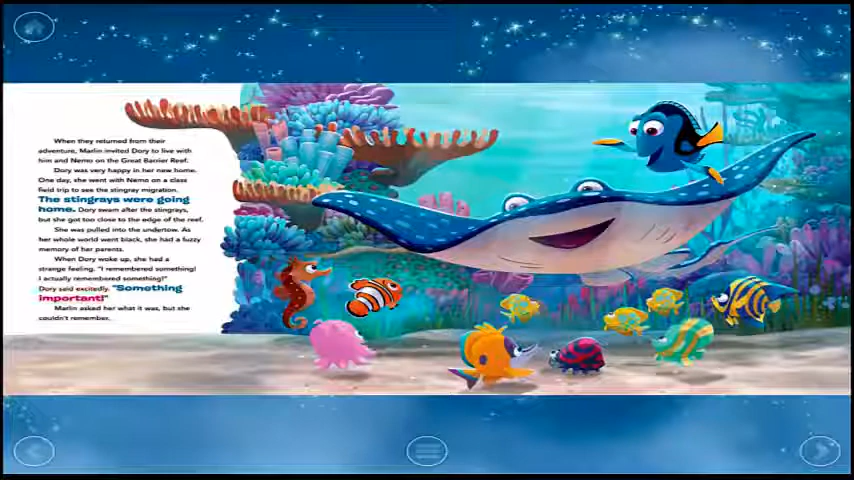 When they returned from their
adventure, Marlin invited Dory to live with
him and Nemo on the Great Barrier Reef.
Dory was very happy in her new home.
One day, she went with Nemo on a class
field trip to see the stingray migration.
The stingrays were going
home. Dory swam after the stingrays,
but she got too close to the edge of the reef.
She was pulled into the undertow. As
her whole world went black, she had a fuzzy
memory of her parents.
When Dory woke up, she had a
strange feeling. "I remembered something!
I actually remembered something!"
Dory said excitedly. "Something
important!"
Marlin asked her what it was, but she
couldn't remember.